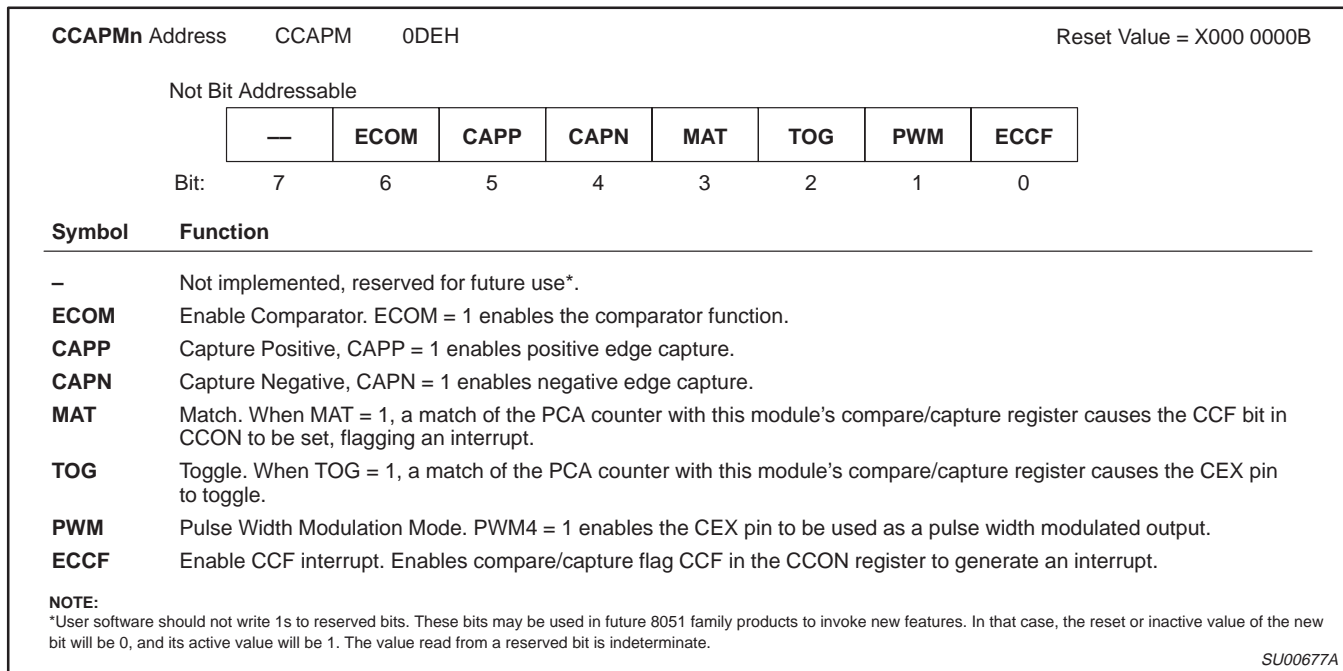 CCAPMn Address CCAPM 0DEH Reset Value = X000 0000B
Not Bit Addressable
–– ECOM CAPP CAPN MAT TOG PWM ECCF
Bit: 7 6 5 4 3 2 1 0
Symbol Function
– Not implemented, reserved for future use*.
ECOM Enable Comparator. ECOM = 1 enables the comparator function.
CAPP Capture Positive, CAPP = 1 enables positive edge capture.
CAPN Capture Negative, CAPN = 1 enables negative edge capture.
MAT Match. When MAT = 1, a match of the PCA counter with this module’s compare/capture register causes the CCF bit in
CCON to be set, flagging an interrupt.
TOG Toggle. When TOG = 1, a match of the PCA counter with this module’s compare/capture register causes the CEX pin
to toggle.
PWM Pulse Width Modulation Mode. PWM4 = 1 enables the CEX pin to be used as a pulse width modulated output.
ECCF Enable CCF interrupt. Enables compare/capture flag CCF in the CCON register to generate an interrupt.
NOTE:
*User software should not write 1s to reserved bits. These bits may be used in future 8051 family products to invoke new features. In that case, the reset or inactive value of the new
bit will be 0, and its active value will be 1. The value read from a reserved bit is indeterminate.
SU00677A